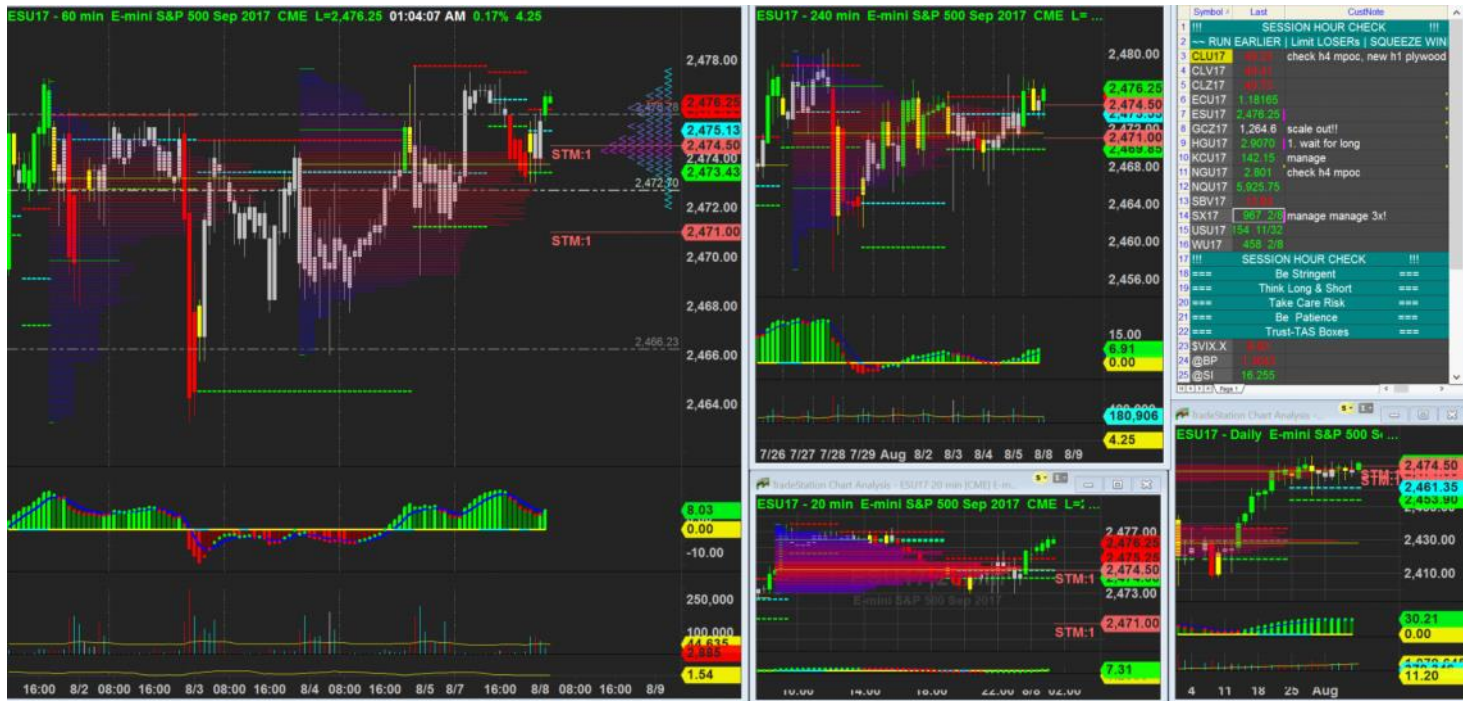 ESU17 - 60 min E-mini S&P 500 Sep 2017 CME L=2,476.25 01:04:07 AM 0.17% 4.25
2,478.00
2,476.25
2,475.13
2,474.50
2,474.00
2,473.43
2,472.70
2,472.00
2,471.00
2,470.00
2,468.00
2,466.23
2,466.00
2,464.00
STM:1
STM:1
8.03
0.00
-10.00
250,000
100,000
44,635
2,885
1.54
16:00 8/2 08:00 16:00 8/3 08:00 16:00 8/4 08:00 16:00 8/5 8/7 16:00 8/8 08:00 16:00 8/9
ESU17 - 240 min E-mini S&P 500 Sep 2017 CME L= ...
2,480.00
2,476.25
2,474.50
2,472.00
2,471.00
2,469.85
2,468.00
2,464.00
2,460.00
2,456.00
15.00
6.91
0.00
180,906
4.25
7/26 7/27 7/28 7/29 Aug 8/2 8/3 8/4 8/5 8/8 8/9
TradeStation Chart Analysis - ESU17 20 min [CME] E-m...
ESU17 - 20 min E-mini S&P 500 Sep 2017 CME L=: ...
2,477.00
2,476.25
2,475.25
2,474.50
2,473.00
2,471.00
STM:1
STM:1
E-mini S&P 500 Sep 2017
7.31
10:00 14:00 18:00 22:00 8/8 02:00
Symbol Last CustNote
1 !!! SESSION HOUR CHECK !!!
2 ~~ RUN EARLIER | Limit LOSERs | SQUEEZE WIN
3 CLU17 check h4 mpoc, new h1 plywood
4 CLV17
5 CLZ17
6 ECU17 1.18165
7 ESU17 2,476.25
8 GCZ17 1,264.6 scale out!!
9 HGU17 2.9070 1. wait for long
10 KCU17 142.15 manage
11 NGU17 2.801 check h4 mpoc
12 NQU17 5,925.75
13 SBV17
14 SX17 967 2/8 manage manage 3x!
15 USU17 154 11/32
16 WU17 458 2/8
17 !!! SESSION HOUR CHECK !!!
18 === Be Stringent ===
19 === Think Long & Short ===
20 === Take Care Risk ===
21 === Be Patience ===
22 === Trust-TAS Boxes ===
23 $VIX.X
24 @BP
25 @SI 16.255
Page 1
TradeStation Chart Analysis - ...
ESU17 - Daily E-mini S&P 500 S ...
2,474.50
2,461.35
2,453.90
2,430.00
2,410.00
30.21
0.00
11.20
4 11 18 25 Aug